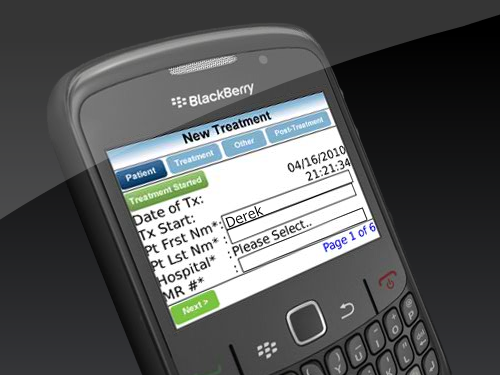 BlackBerry
New Treatment
Patient Treatment Other Post-Treatment
Treatment Started
Date of Tx: 04/16/2010
Tx Start: 21:21:34
Pt Frst Nm*: Derek
Pt Lst Nm*:
Hospital* : Please Select..
MR #* :
Next > Page 1 of 6